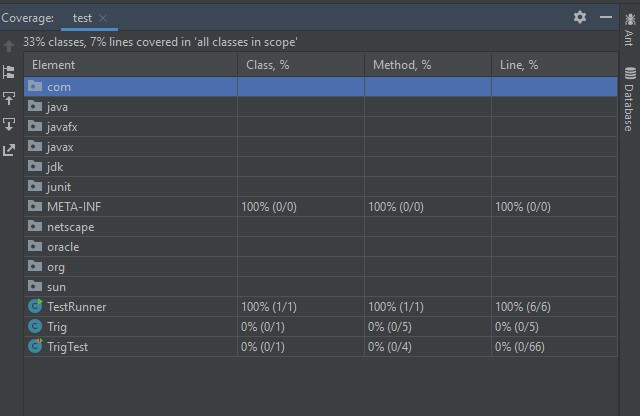 Coverage: test
33% classes, 7% lines covered in 'all classes in scope'
Element Class, % Method, % Line, %
com
java
javafx
javax
jdk
junit
META-INF 100% (0/0) 100% (0/0) 100% (0/0)
netscape
oracle
org
sun
TestRunner 100% (1/1) 100% (1/1) 100% (6/6)
Trig 0% (0/1) 0% (0/5) 0% (0/5)
TrigTest 0% (0/1) 0% (0/4) 0% (0/66)
Ant
Database